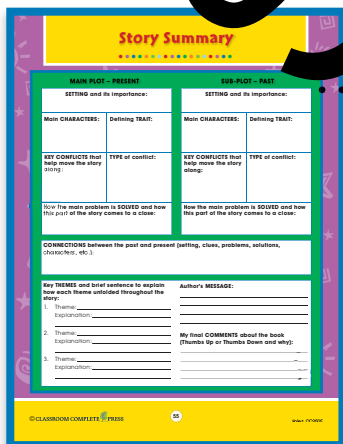 Story Summary
MAIN PLOT – PRESENT
SETTING and its importance:
Main CHARACTERS:
Defining TRAIT:
KEY CONFLICTS that
help move the story
along:
TYPE of conflict:
How the main problem is SOLVED and how
this part of the story comes to a close:
SUB-PLOT – PAST
SETTING and its importance:
Main CHARACTERS:
Defining TRAIT:
KEY CONFLICTS that
help move the story
along:
TYPE of conflict:
How the main problem is SOLVED and how
this part of the story comes to a close:
CONNECTIONS between the past and present (setting, clues, problems, solutions,
characters, etc.):
Key THEMES and brief sentence to explain
how each theme unfolded throughout the
story:
1. Theme:
Explanation:
2. Theme:
Explanation:
3. Theme:
Explanation:
Author's MESSAGE:
My final COMMENTS about the book
(Thumbs Up or Thumbs Down and why):
© CLASSROOM COMPLETE PRESS
55